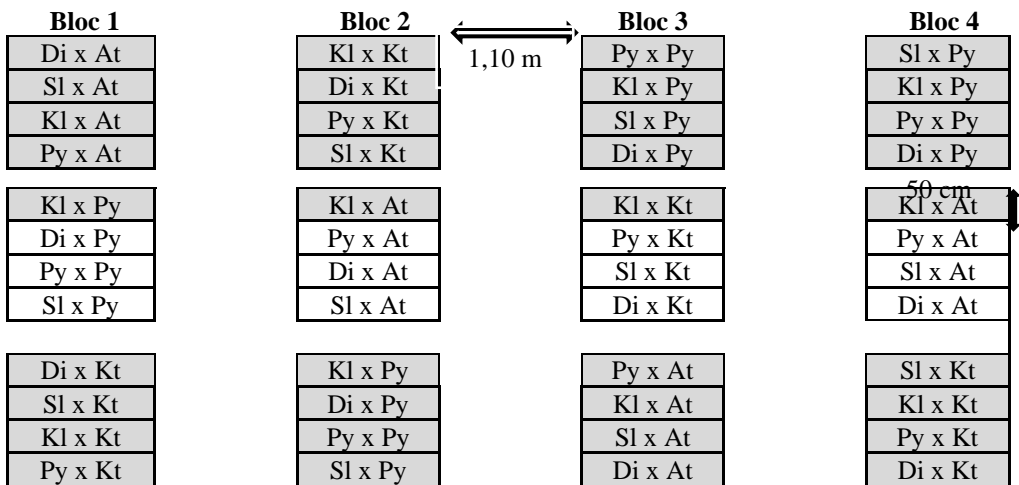 Bloc 1 Bloc 2 Bloc 3 Bloc 4
Di x At Kl x Kt 1,10 m Py x Py Sl x Py
Sl x At Di x Kt Kl x Py Kl x Py
Kl x At Py x Kt Sl x Py Py x Py
Py x At Sl x Kt Di x Py Di x Py
50 cm
Kl x Py Kl x At Kl x Kt Kl x At
Di x Py Py x At Py x Kt Py x At
Py x Py Di x At Sl x Kt Sl x At
Sl x Py Sl x At Di x Kt Di x At
Di x Kt Kl x Py Py x At Sl x Kt
Sl x Kt Di x Py Kl x At Kl x Kt
Kl x Kt Py x Py Sl x At Py x Kt
Py x Kt Sl x Py Di x At Di x Kt